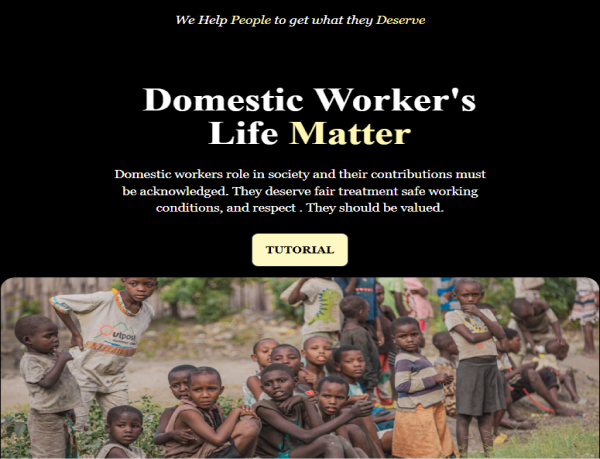 We Help People to get what they Deserve
Domestic Worker's
Life Matter
Domestic workers role in society and their contributions must
be acknowledged. They deserve fair treatment safe working
conditions, and respect . They should be valued.
TUTORIAL
utpost